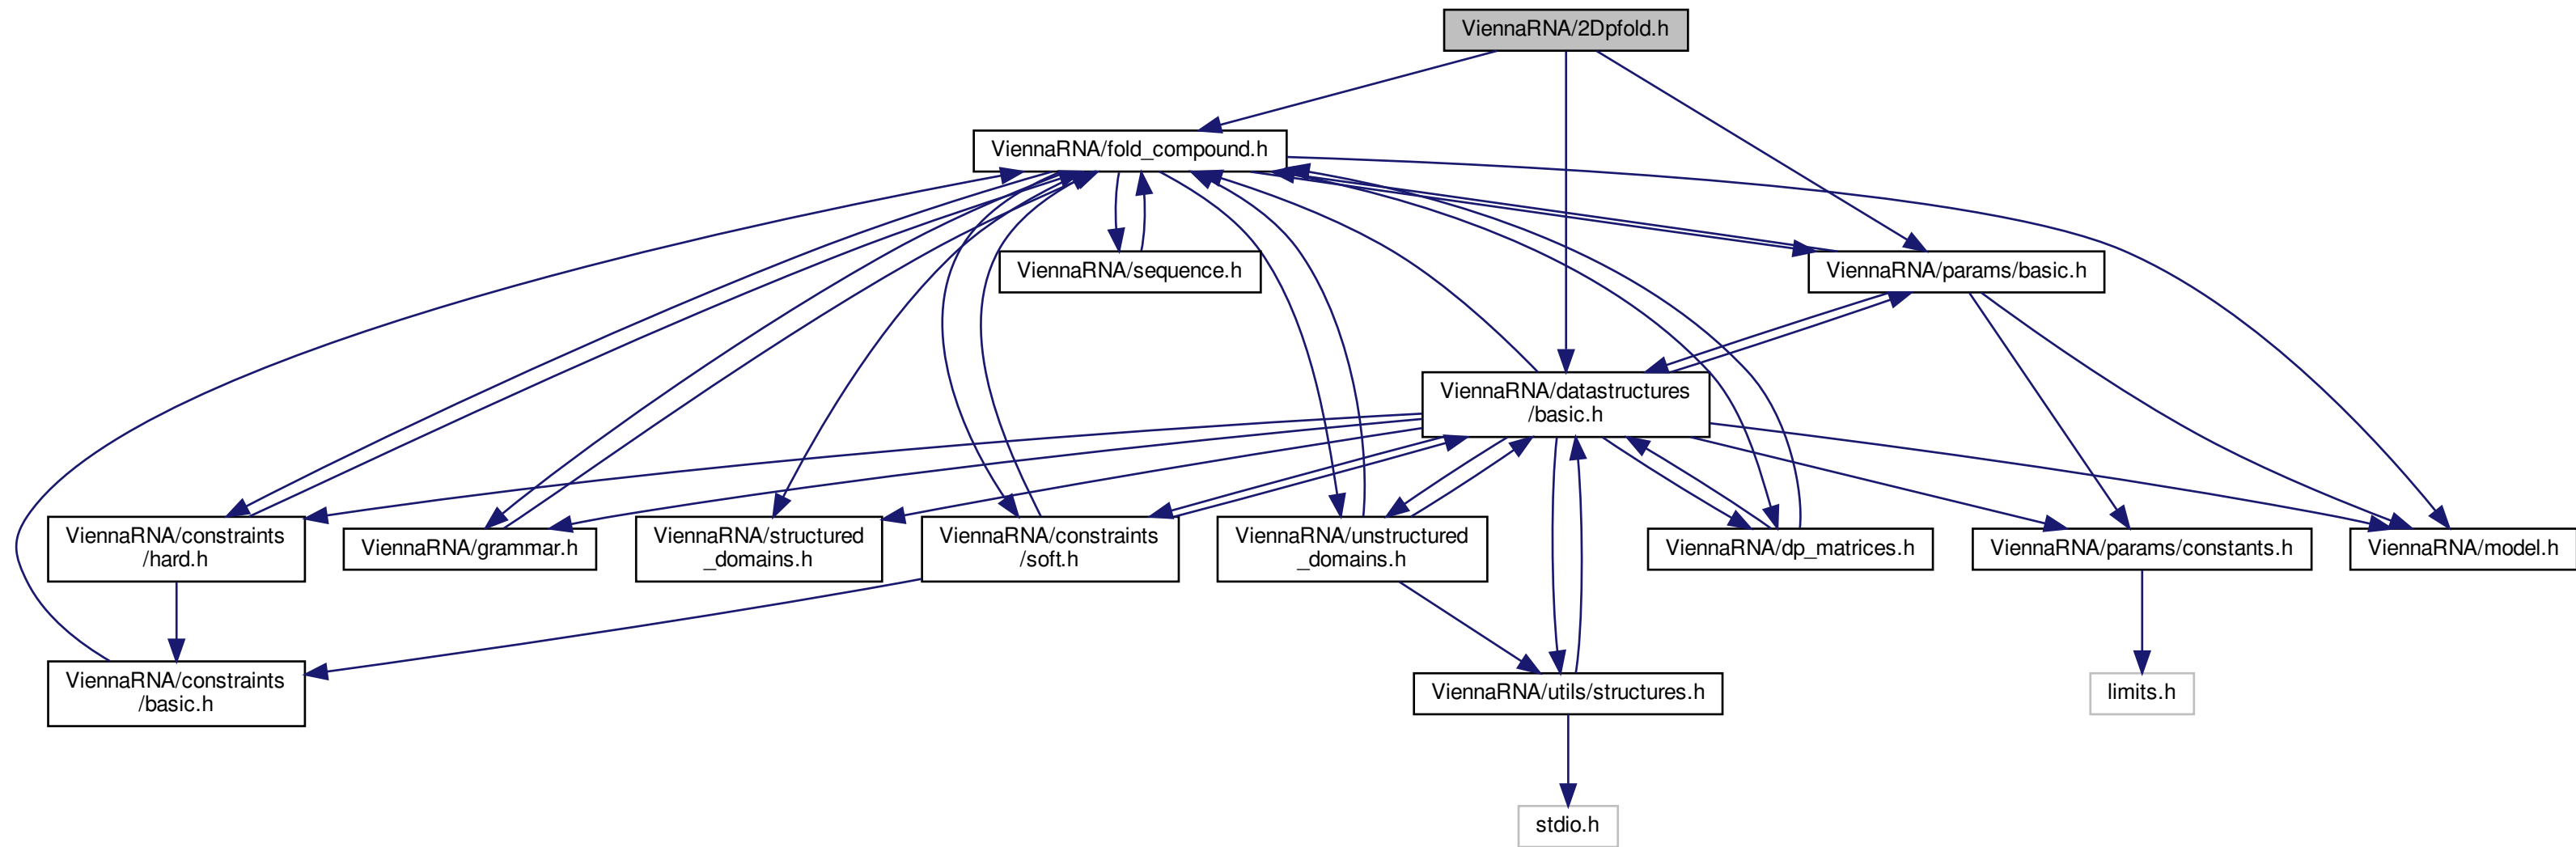 ViennaRNA/2Dpfold.h
ViennaRNA/fold_compound.h
ViennaRNA/sequence.h
ViennaRNA/params/basic.h
ViennaRNA/datastructures
/basic.h
ViennaRNA/constraints
/hard.h
ViennaRNA/grammar.h
ViennaRNA/structured
_domains.h
ViennaRNA/constraints
/soft.h
ViennaRNA/unstructured
_domains.h
ViennaRNA/dp_matrices.h
ViennaRNA/params/constants.h
ViennaRNA/model.h
ViennaRNA/constraints
/basic.h
ViennaRNA/utils/structures.h
limits.h
stdio.h